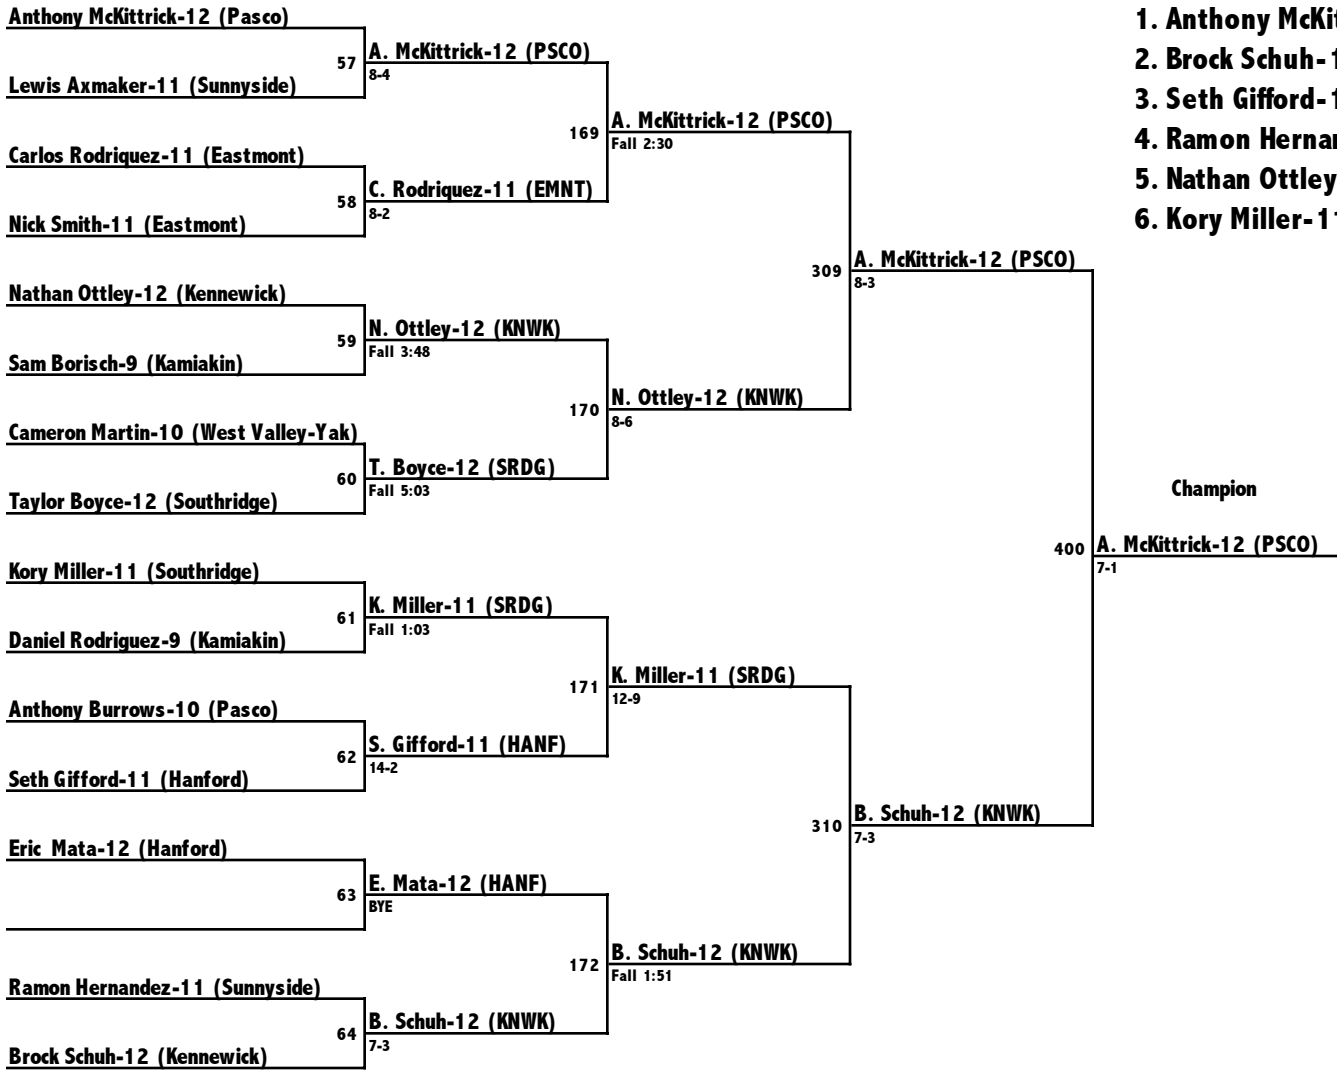 Anthony McKittrick-12 (Pasco)
57
A. McKittrick-12 (PSCO)
8-4
Lewis Axmaker-11 (Sunnyside)
169
A. McKittrick-12 (PSCO)
Fall 2:30
Carlos Rodriquez-11 (Eastmont)
58
C. Rodriquez-11 (EMNT)
8-2
Nick Smith-11 (Eastmont)
309
A. McKittrick-12 (PSCO)
8-3
Nathan Ottley-12 (Kennewick)
59
N. Ottley-12 (KNWK)
Fall 3:48
Sam Borisch-9 (Kamiakin)
170
N. Ottley-12 (KNWK)
8-6
Cameron Martin-10 (West Valley-Yak)
60
T. Boyce-12 (SRDG)
Fall 5:03
Taylor Boyce-12 (Southridge)
Champion
400
A. McKittrick-12 (PSCO)
7-1
Kory Miller-11 (Southridge)
61
K. Miller-11 (SRDG)
Fall 1:03
Daniel Rodriguez-9 (Kamiakin)
171
K. Miller-11 (SRDG)
12-9
Anthony Burrows-10 (Pasco)
62
S. Gifford-11 (HANF)
14-2
Seth Gifford-11 (Hanford)
310
B. Schuh-12 (KNWK)
7-3
Eric Mata-12 (Hanford)
63
E. Mata-12 (HANF)
BYE
172
B. Schuh-12 (KNWK)
Fall 1:51
Ramon Hernandez-11 (Sunnyside)
64
B. Schuh-12 (KNWK)
7-3
Brock Schuh-12 (Kennewick)
1. Anthony McKit
2. Brock Schuh-1
3. Seth Gifford-1
4. Ramon Hernan
5. Nathan Ottley
6. Kory Miller-11